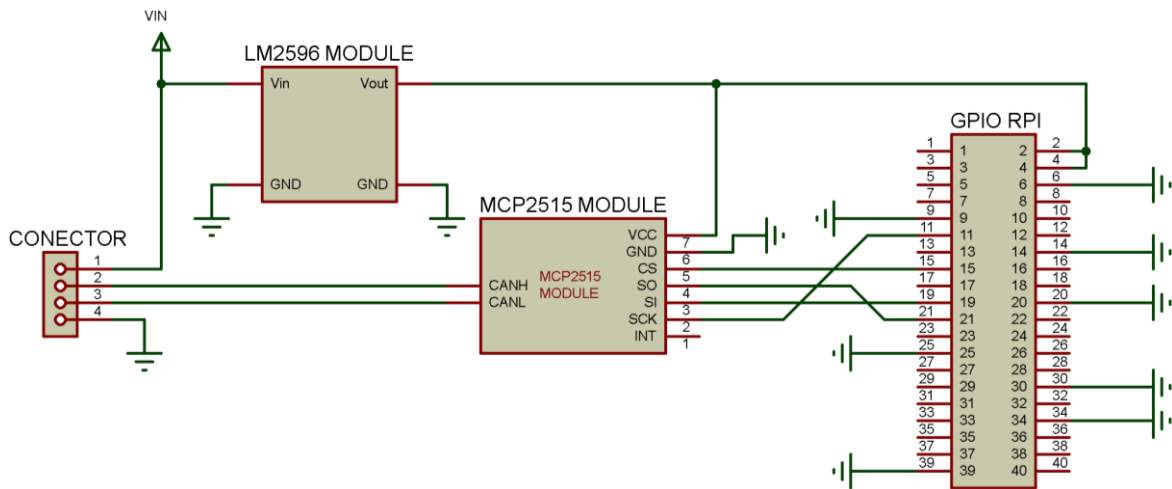 VIN
LM2596 MODULE
Vin Vout
GND GND
CONECTOR
1
2
3
4
MCP2515 MODULE
MCP2515
MODULE
CANH
CANL
VCC 7
GND 6
CS 5
SO 4
SI 3
SCK 2
INT 1
GPIO RPI
1 1 2 2
3 3 4 4
5 5 6 6
7 7 8 8
9 9 10 10
11 11 12 12
13 13 14 14
15 15 16 16
17 17 18 18
19 19 20 20
21 21 22 22
23 23 24 24
25 25 26 26
27 27 28 28
29 29 30 30
31 31 32 32
33 33 34 34
35 35 36 36
37 37 38 38
39 39 40 40